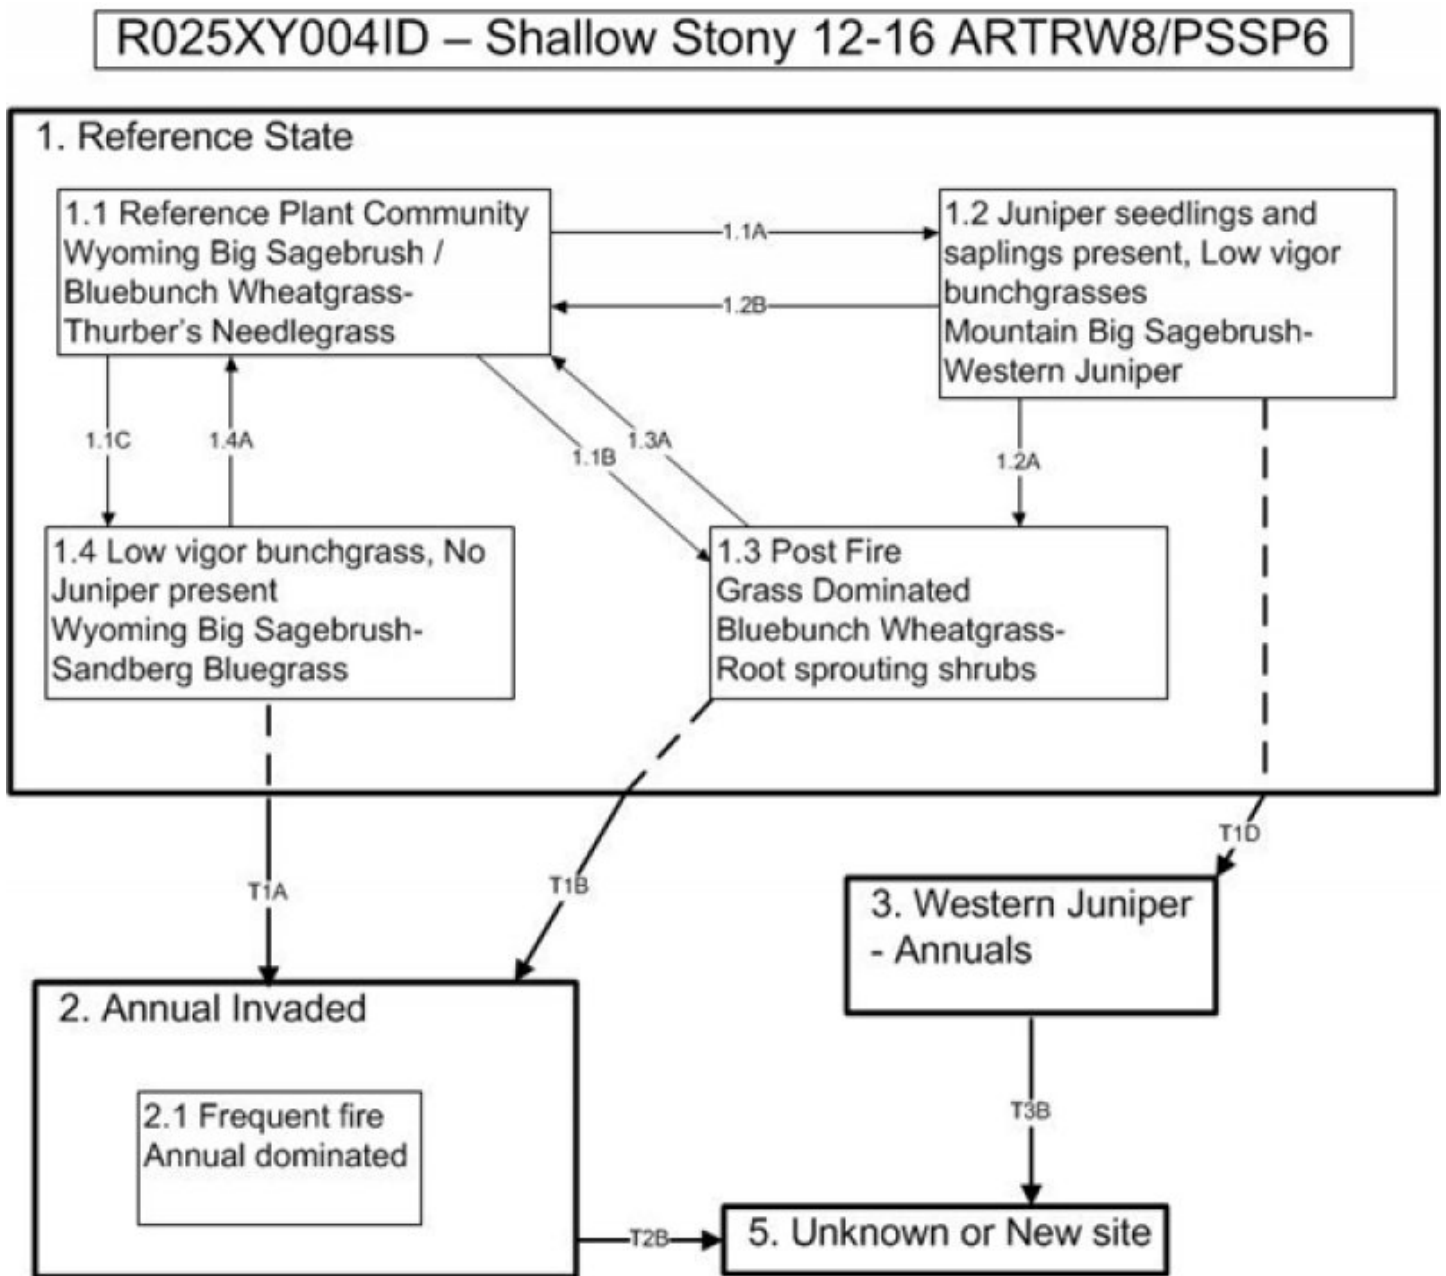 R025XY004ID – Shallow Stony 12-16 ARTRW8/PSSP6
1. Reference State
1.1 Reference Plant Community
Wyoming Big Sagebrush /
Bluebunch Wheatgrass-
Thurber's Needlegrass
1.1A
1.2B
1.2 Juniper seedlings and
saplings present, Low vigor
bunchgrasses
Mountain Big Sagebrush-
Western Juniper
1.1C
1.4A
1.1B
1.3A
1.2A
1.4 Low vigor bunchgrass, No
Juniper present
Wyoming Big Sagebrush-
Sandberg Bluegrass
1.3 Post Fire
Grass Dominated
Bluebunch Wheatgrass-
Root sprouting shrubs
T1A
T1B
T1D
2. Annual Invaded
2.1 Frequent fire
Annual dominated
3. Western Juniper
- Annuals
T3B
T2B
5. Unknown or New site